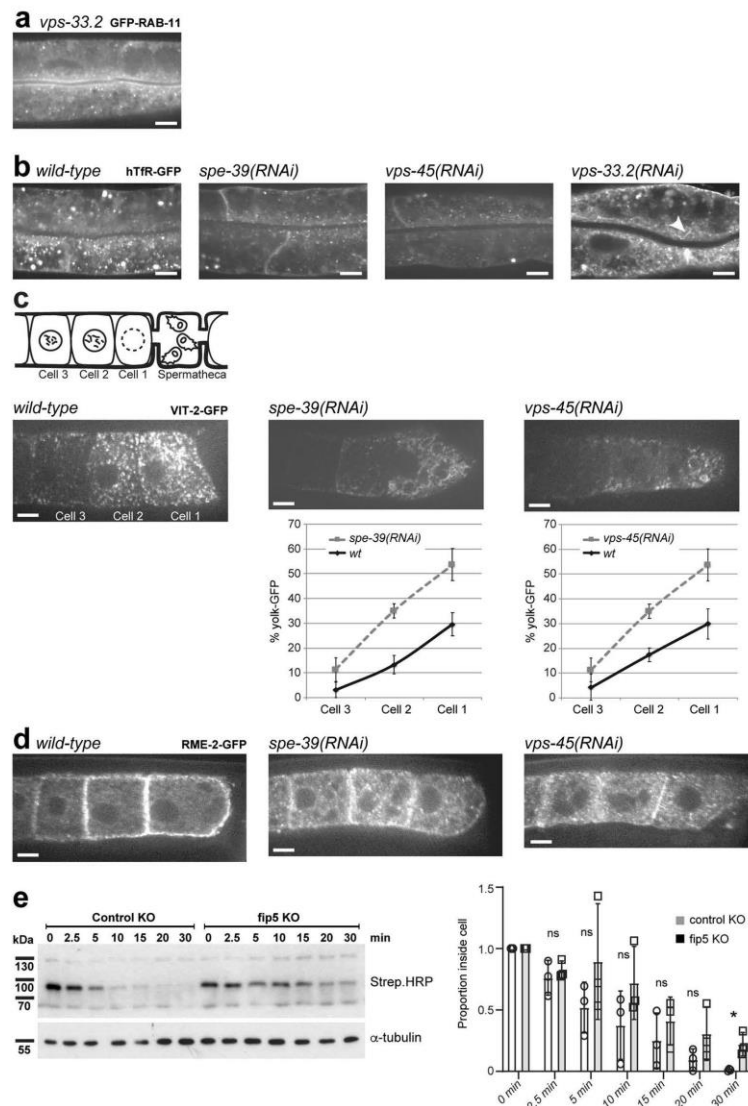 a vps-33.2 GFP-RAB-11
b wild-type hTfR-GFP spe-39(RNAi) vps-45(RNAi) vps-33.2(RNAi)
c
Cell 3 Cell 2 Cell 1 Spermatheca
wild-type VIT-2-GFP spe-39(RNAi) vps-45(RNAi)
Cell 3 Cell 2 Cell 1
% yolk-GFP
70
60
50
40
30
20
10
0
spe-39(RNAi)
wt
Cell 3 Cell 2 Cell 1
% yolk-GFP
70
60
50
40
30
20
10
0
vps-45(RNAi)
wt
Cell 3 Cell 2 Cell 1
d wild-type RME-2-GFP spe-39(RNAi) vps-45(RNAi)
e
Control KO fip5 KO
kDa 0 2.5 5 10 15 20 30 0 2.5 5 10 15 20 30 min
130
100
70
Strep.HRP
55
α-tubulin
Proportion inside cell
1.5
1.0
0.5
0
control KO
fip5 KO
ns ns ns ns ns *
0 min 2.5 min 5 min 10 min 15 min 20 min 30 min